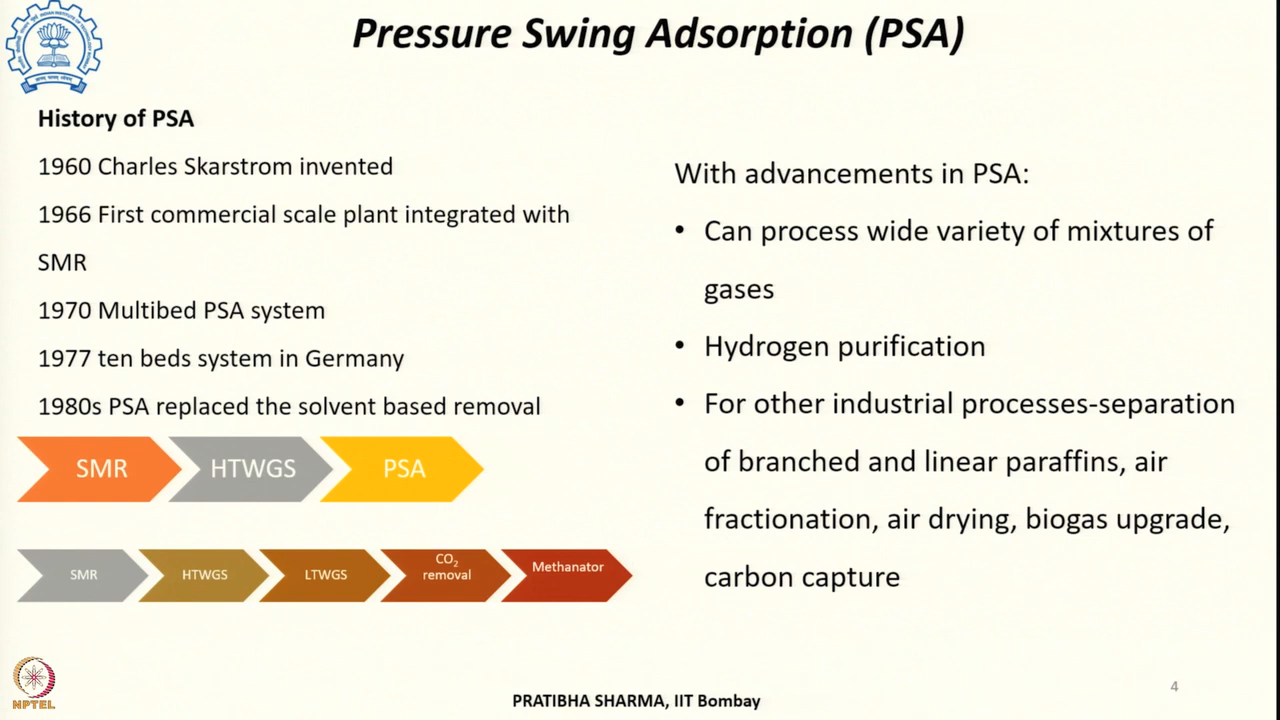 Pressure Swing Adsorption (PSA)
History of PSA
1960 Charles Skarstrom invented
1966 First commercial scale plant integrated with
SMR
1970 Multibed PSA system
1977 ten beds system in Germany
1980s PSA replaced the solvent based removal
SMR
HTWGS
PSA
SMR
HTWGS
LTWGS
CO₂
removal
Methanator
With advancements in PSA:
• Can process wide variety of mixtures of
gases
• Hydrogen purification
• For other industrial processes-separation
of branched and linear paraffins, air
fractionation, air drying, biogas upgrade,
carbon capture
NPTEL
PRATIBHA SHARMA, IIT Bombay
4